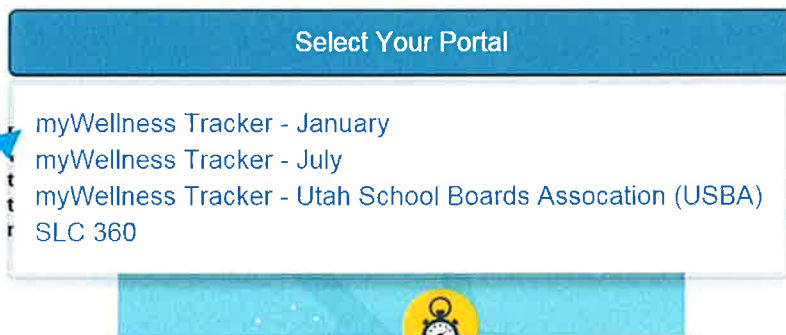 Select Your Portal
myWellness Tracker - January
myWellness Tracker - July
myWellness Tracker - Utah School Boards Assocation (USBA)
SLC 360